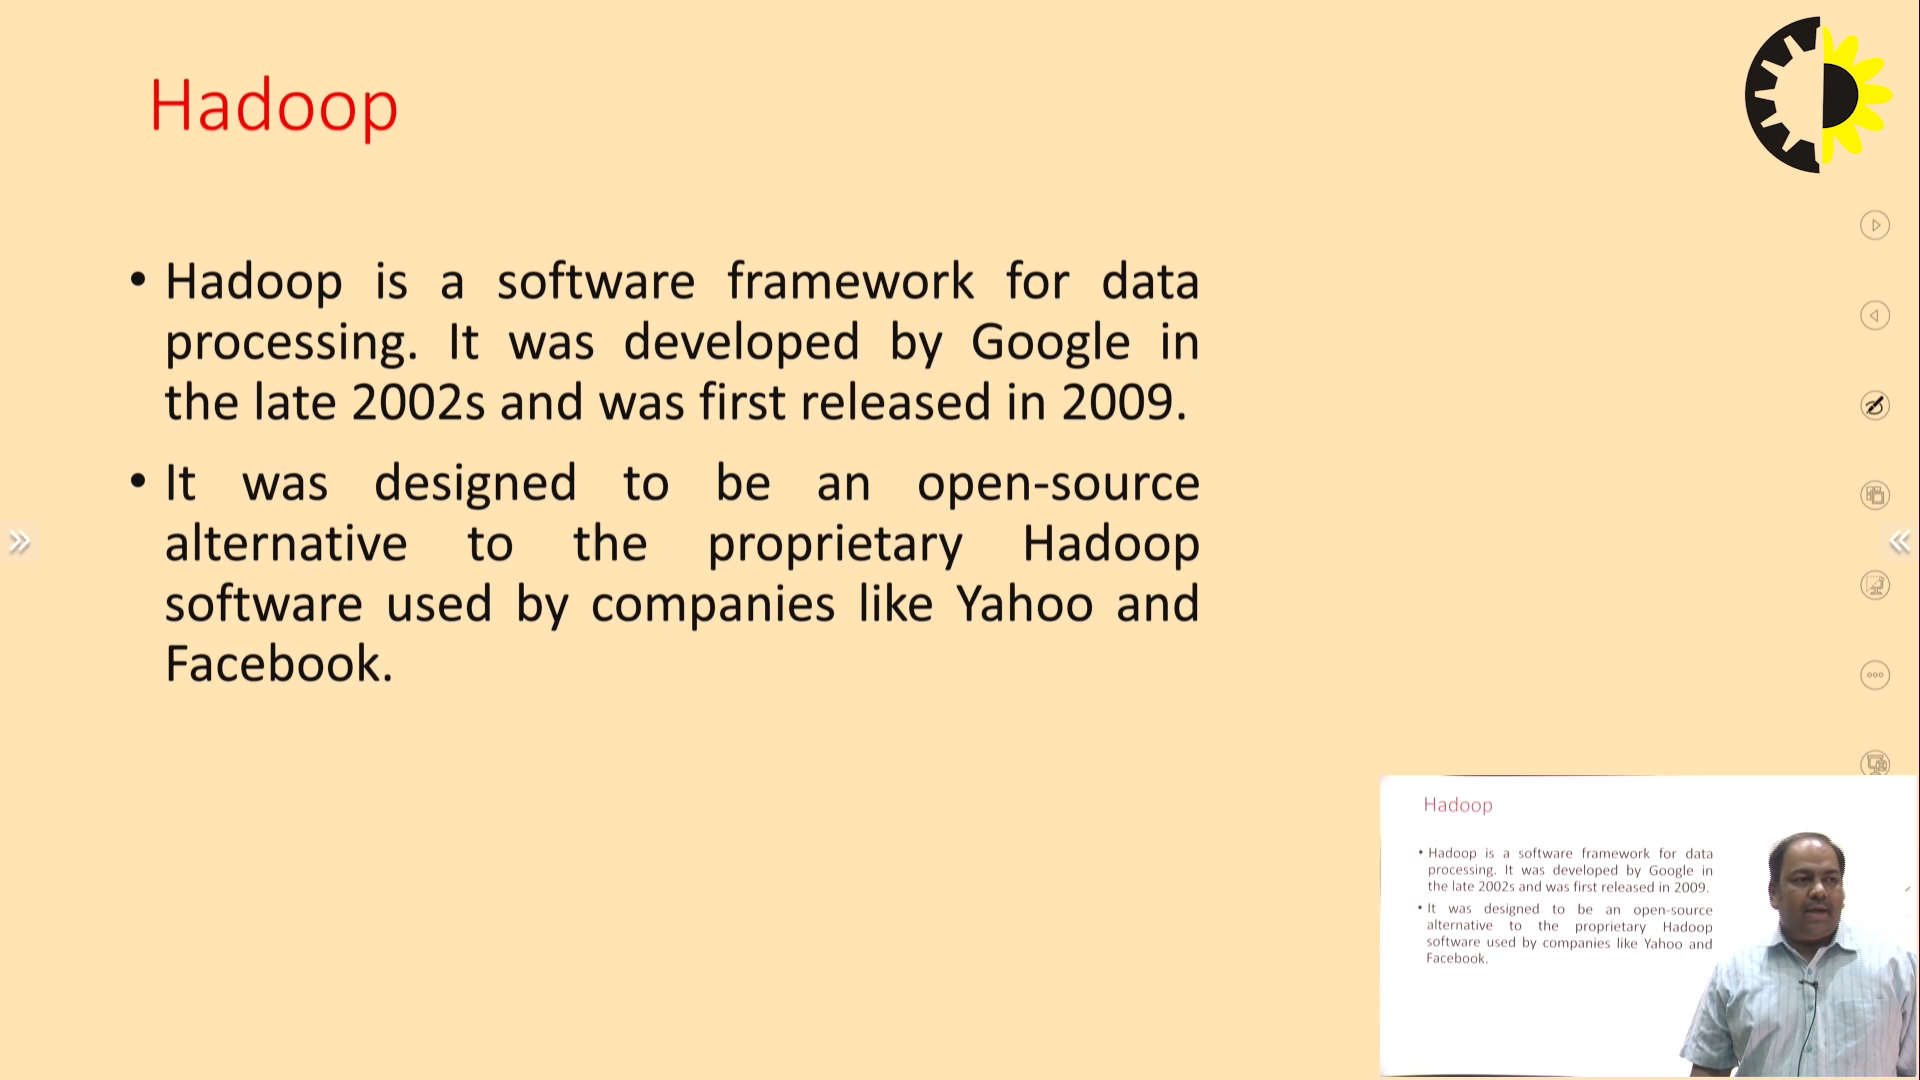 Hadoop
• Hadoop is a software framework for data
processing. It was developed by Google in
the late 2002s and was first released in 2009.
• It was designed to be an open-source
alternative to the proprietary Hadoop
software used by companies like Yahoo and
Facebook.
Hadoop
• Hadoop is a software framework for data
processing. It was developed by Google in
the late 2002s and was first released in 2009.
• It was designed to be an open-source
alternative to the proprietary Hadoop
software used by companies like Yahoo and
Facebook.